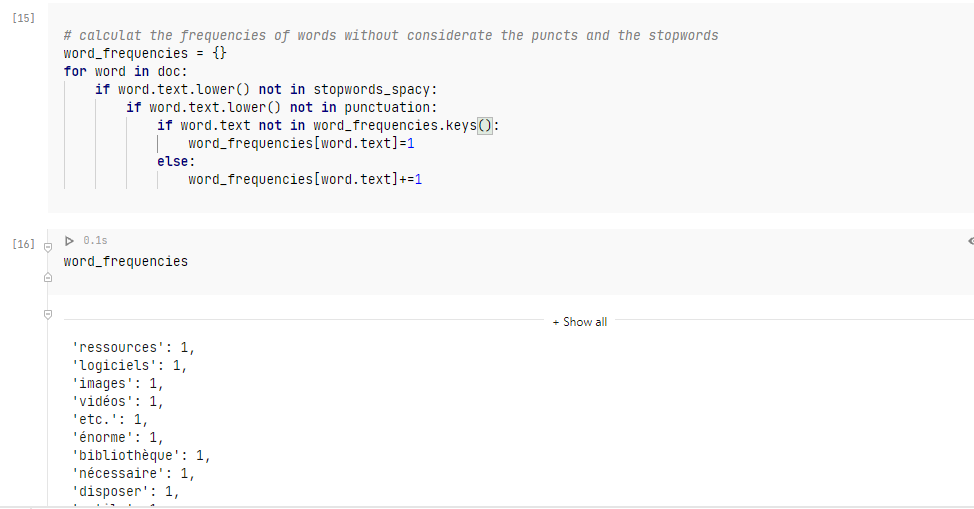 [15]
# calculat the frequencies of words without considerate the puncts and the stopwords
word_frequencies = {}
for word in doc:
    if word.text.lower() not in stopwords_spacy:
        if word.text.lower() not in punctuation:
            if word.text not in word_frequencies.keys():
                word_frequencies[word.text]=1
            else:
                word_frequencies[word.text]+=1
[16]
0.1s
word_frequencies
+ Show all
'ressources': 1,
'logiciels': 1,
'images': 1,
'vidéos': 1,
'etc.': 1,
'énorme': 1,
'bibliothèque': 1,
'nécessaire': 1,
'disposer': 1,